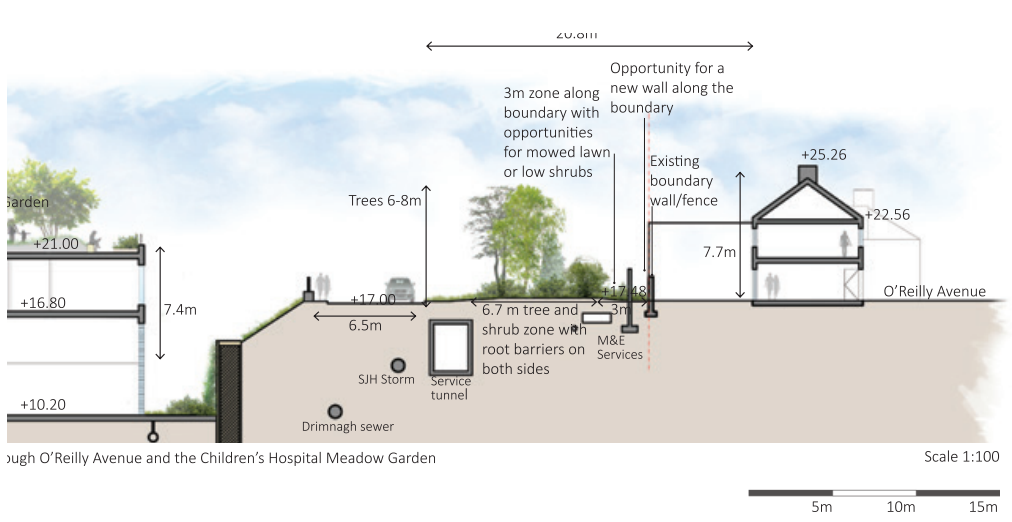 20.8m
Opportunity for a
new wall along the
boundary
3m zone along
boundary with
opportunities
for mowed lawn
or low shrubs
Existing
boundary
wall/fence
+25.26
+22.56
Trees 6-8m
Garden
+21.00
7.7m
+17.48
O’Reilly Avenue
+16.80
7.4m
+17.00
6.5m
3m
6.7 m tree and
shrub zone with
root barriers on
both sides
M&E
Services
SJH Storm
Service
tunnel
+10.20
Drimnagh sewer
ough O’Reilly Avenue and the Children’s Hospital Meadow Garden
Scale 1:100
5m
10m
15m